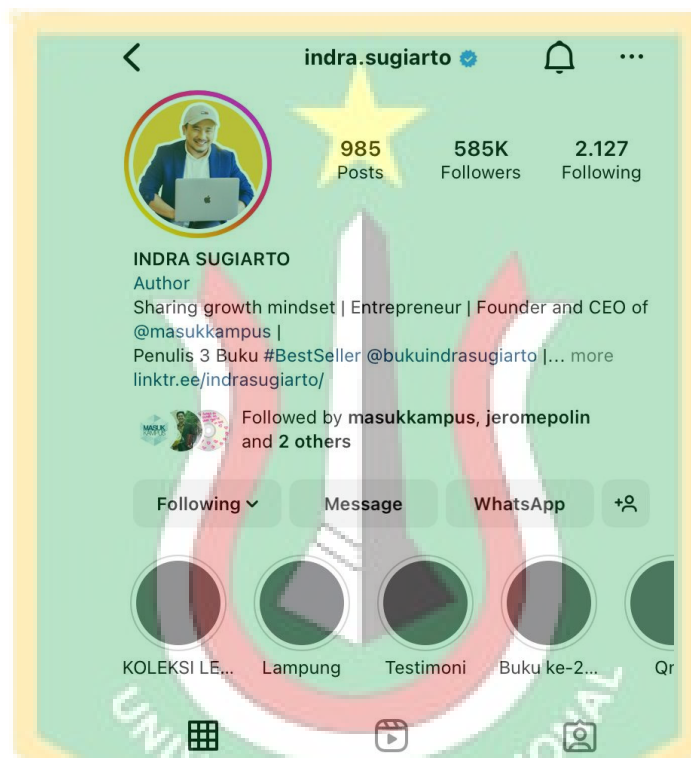 indra.sugiarto
985 585K 2.127
Posts Followers Following
INDRA SUGIARTO
Author
Sharing growth mindset | Entrepreneur | Founder and CEO of
@masukkampus |
Penulis 3 Buku #BestSeller @bukuindrasugiarto |... more
linktr.ee/indrasugiarto/
MASUK
KAMPUS
Followed by masukkampus, jeromepolin
and 2 others
Following Message WhatsApp
KOLEKSI LE... Lampung Testimoni Buku ke-2... Qr